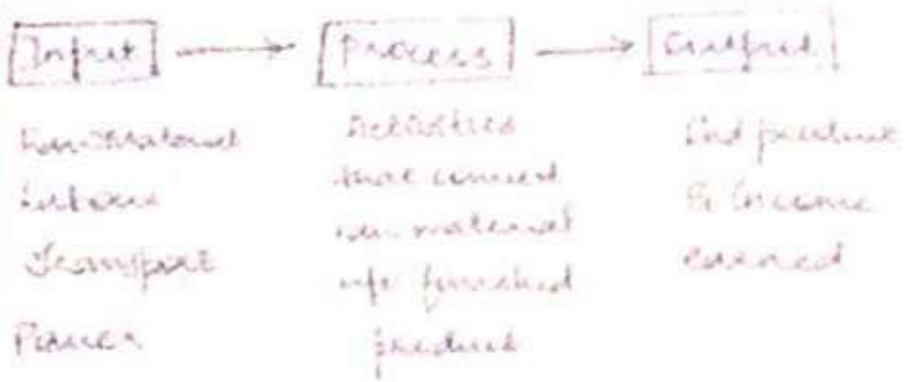 Input → Process → Output
Raw Material
Labour
Transport
Power
Activities
that convert
raw material
into finished
product
End product
& Income
earned